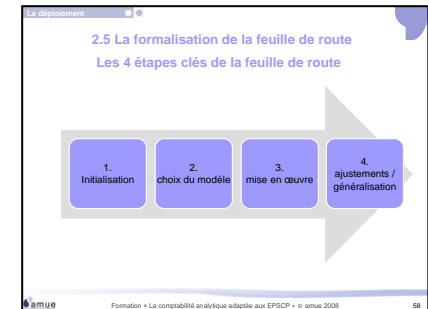 Le déploiement
2.5 La formalisation de la feuille de route
Les 4 étapes clés de la feuille de route
1.
Initialisation
2.
choix du modèle
3.
mise en œuvre
4.
ajustements /
généralisation
amue
Formation « La comptabilité analytique adaptée aux EPSCP » © amue 2008
58